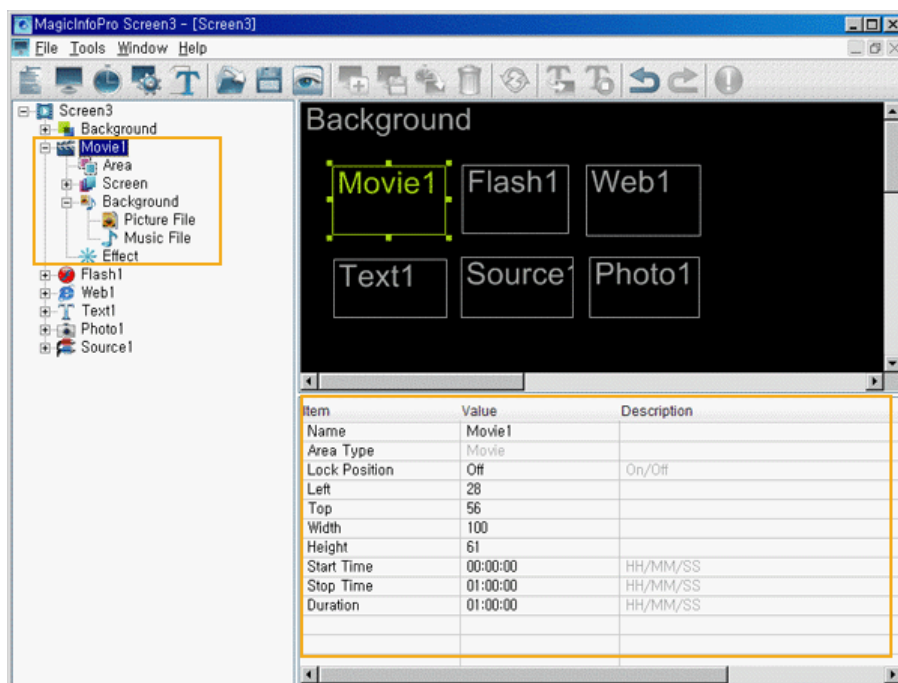 MagicInfoPro Screen3 - [Screen3]
File Tools Window Help
Screen3
Background
Movie1
Area
Screen
Background
Picture File
Music File
Effect
Flash1
Web1
Text1
Photo1
Source1
Background
Movie1 Flash1 Web1
Text1 Source1 Photo1
Item Value Description
Name Movie1
Area Type Movie
Lock Position Off On/Off
Left 28
Top 56
Width 100
Height 61
Start Time 00:00:00 HH/MM/SS
Stop Time 01:00:00 HH/MM/SS
Duration 01:00:00 HH/MM/SS